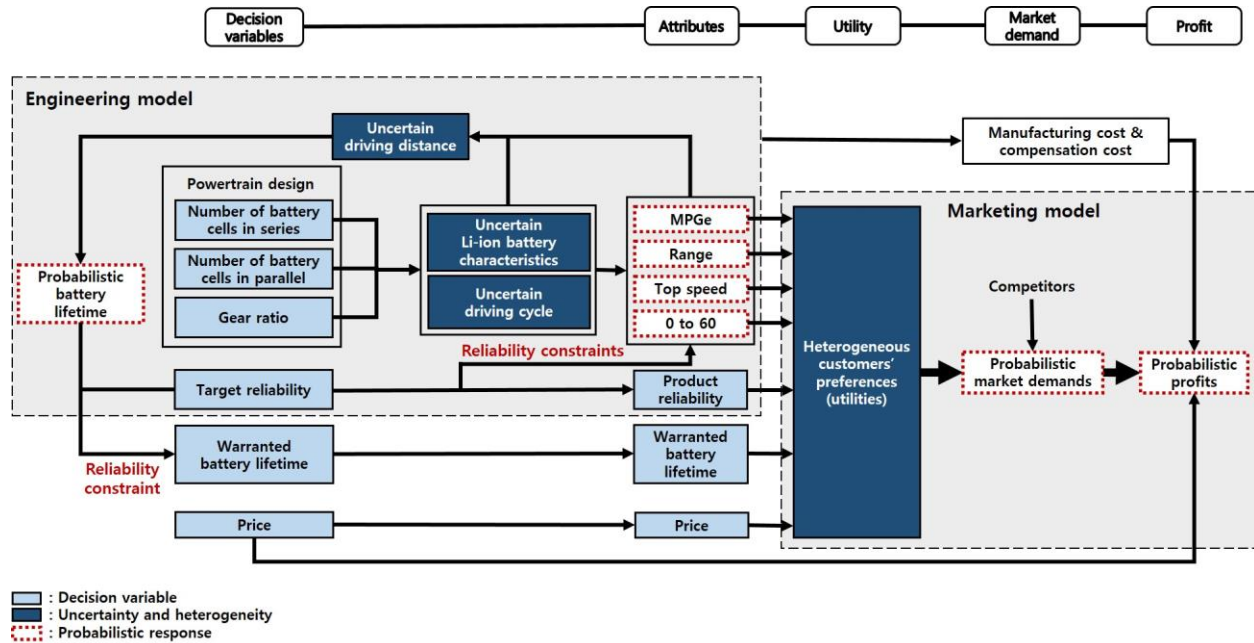 Decision
variables
Attributes
Utility
Market
demand
Profit
Engineering model
Uncertain
driving distance
Manufacturing cost &
compensation cost
Powertrain design
Number of battery
cells in series
Number of battery
cells in parallel
Gear ratio
Uncertain
Li-ion battery
characteristics
Uncertain
driving cycle
MPGe
Range
Top speed
0 to 60
Marketing model
Probabilistic
battery
lifetime
Competitors
Reliability constraints
Heterogeneous
customers’
preferences
(utilities)
Probabilistic
market demands
Probabilistic
profits
Target reliability
Product
reliability
Reliability
constraint
Warranted
battery lifetime
Warranted
battery
lifetime
Price
Price
: Decision variable
: Uncertainty and heterogeneity
: Probabilistic response